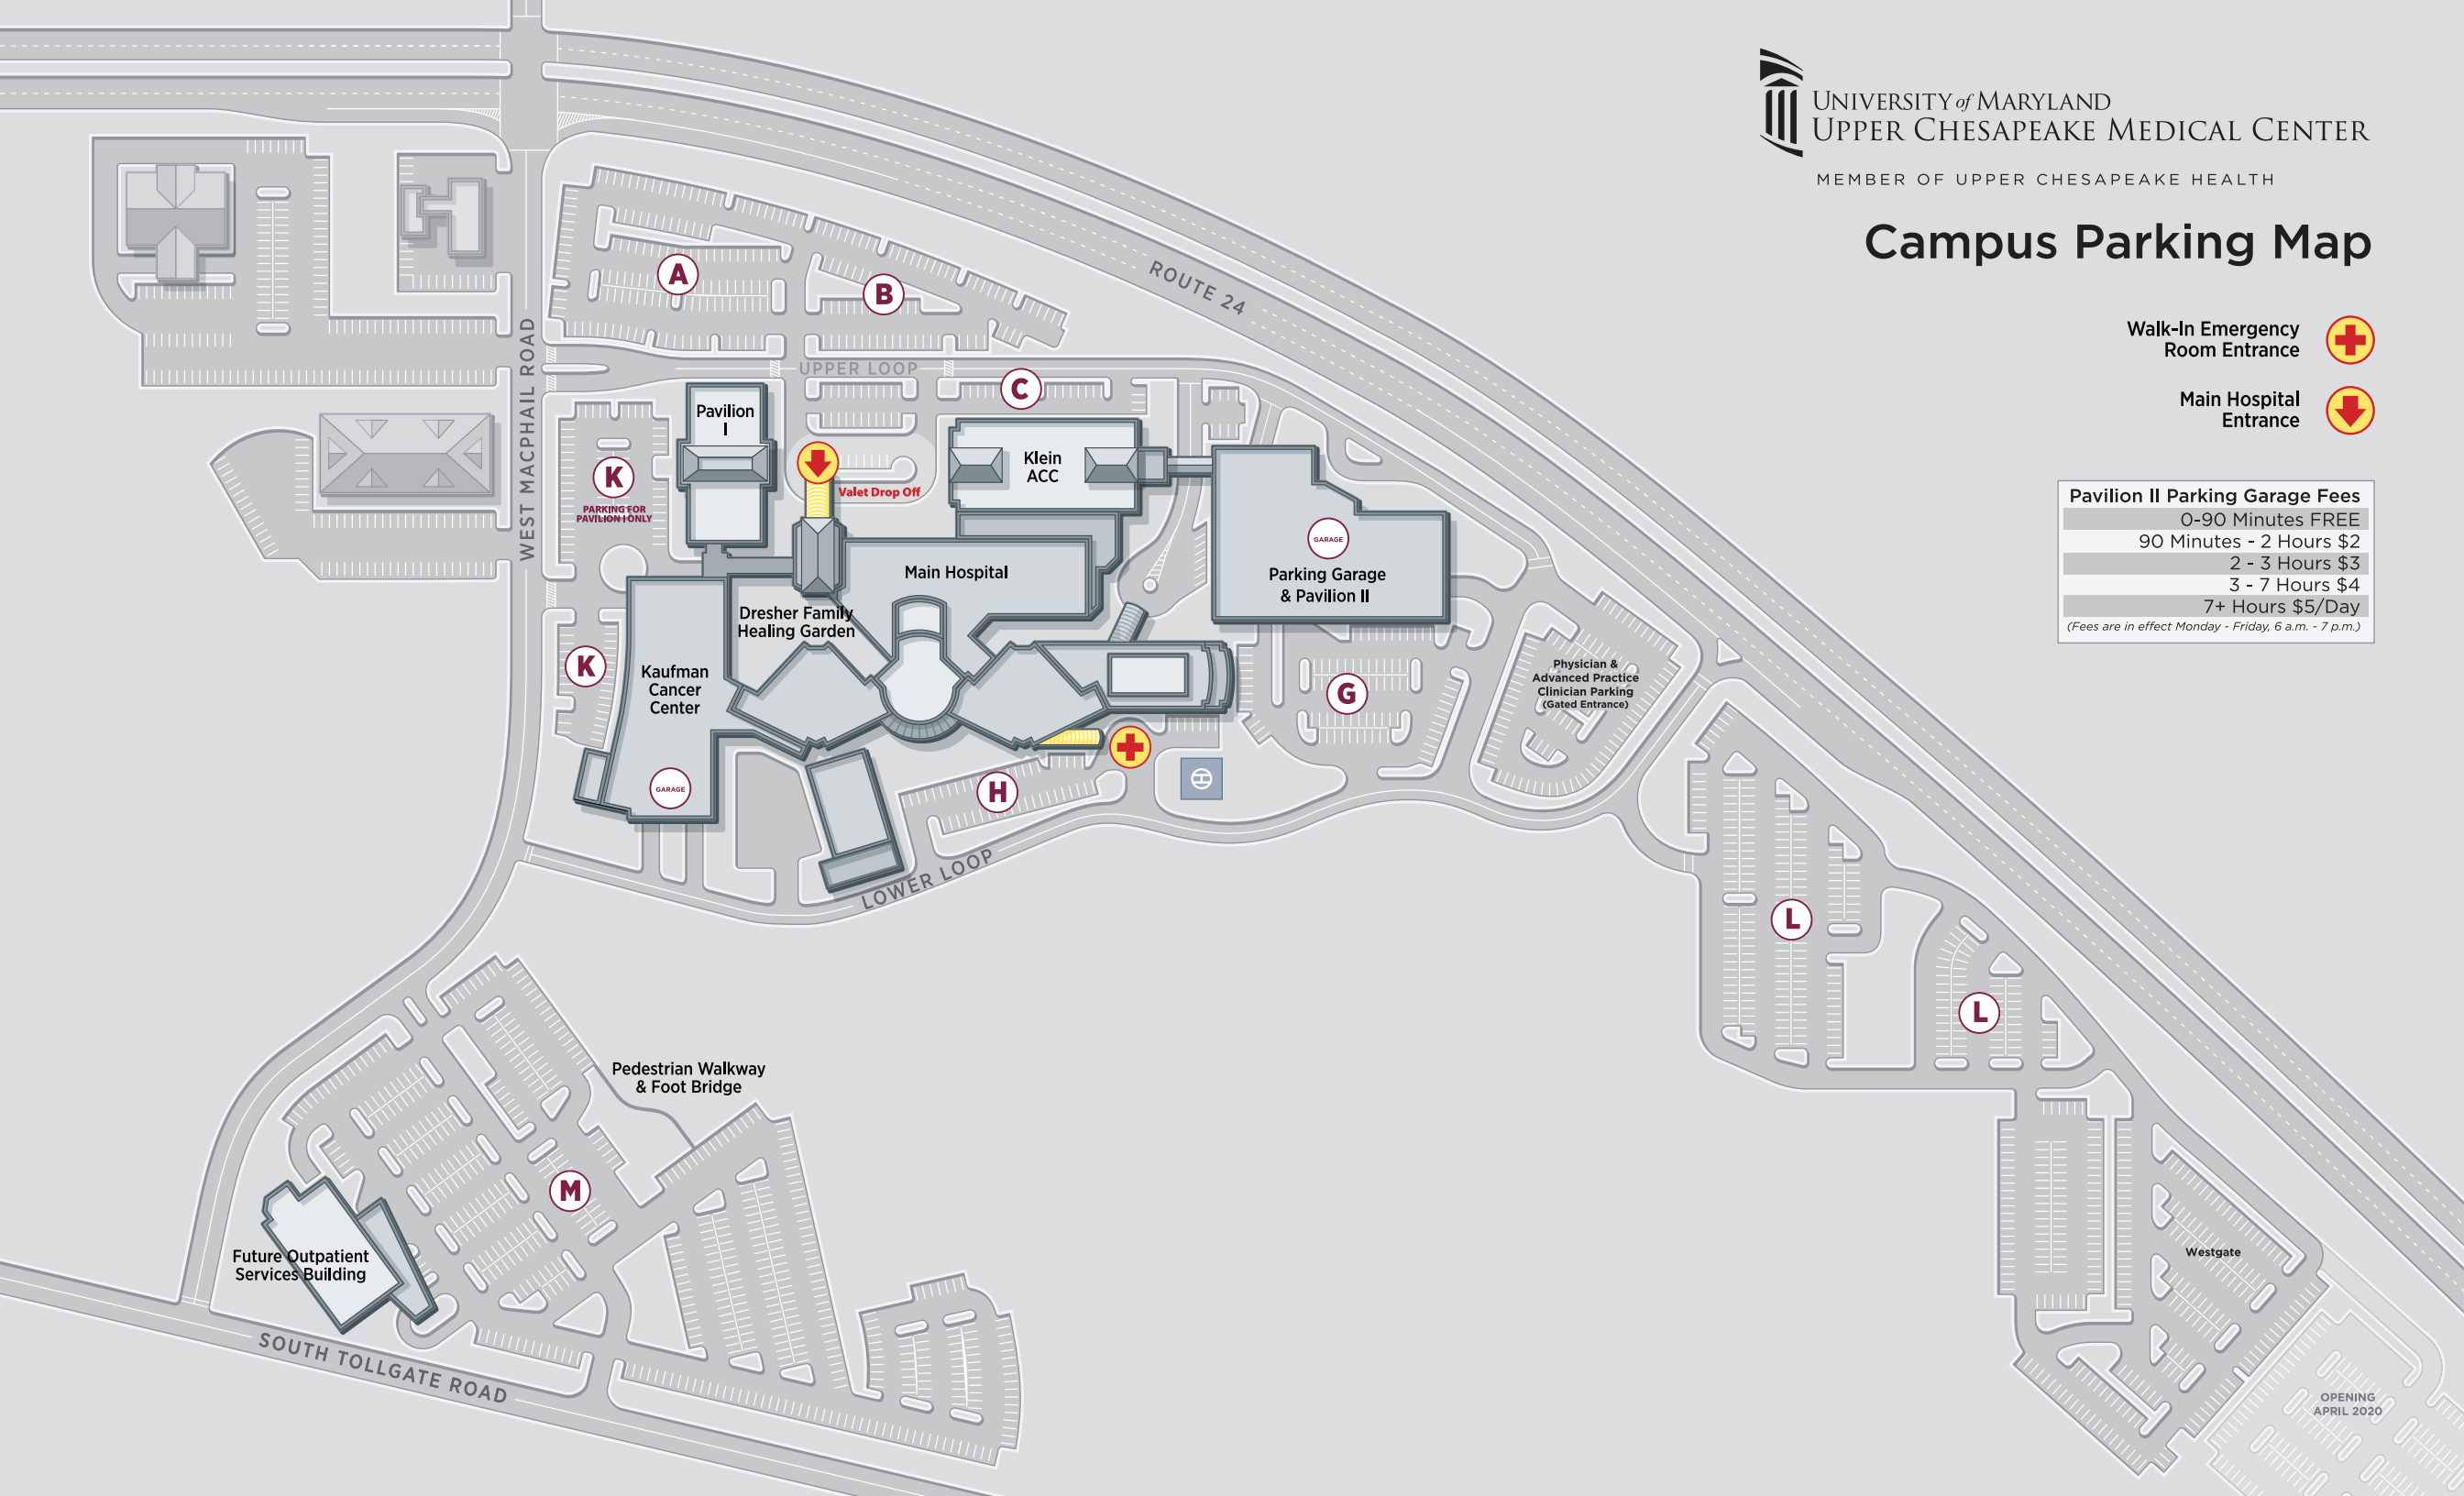 UNIVERSITY of MARYLAND
UPPER CHESAPEAKE MEDICAL CENTER
MEMBER OF UPPER CHESAPEAKE HEALTH
Campus Parking Map
Walk-In Emergency
Room Entrance
Main Hospital
Entrance
Pavilion II Parking Garage Fees
0-90 Minutes FREE
90 Minutes - 2 Hours $2
2 - 3 Hours $3
3 - 7 Hours $4
7+ Hours $5/Day
(Fees are in effect Monday - Friday, 6 a.m. - 7 p.m.)
ROUTE 24
WEST MACPHAIL ROAD
A
B
UPPER LOOP
C
Pavilion
I
K
PARKING FOR
PAVILION I ONLY
Valet Drop Off
Klein
ACC
GARAGE
Parking Garage
& Pavilion II
Main Hospital
Dresher Family
Healing Garden
K
Kaufman
Cancer
Center
GARAGE
G
Physician &
Advanced Practice
Clinician Parking
(Gated Entrance)
H
LOWER LOOP
L
L
Pedestrian Walkway
& Foot Bridge
M
Future Outpatient
Services Building
SOUTH TOLLGATE ROAD
Westgate
OPENING
APRIL 2020